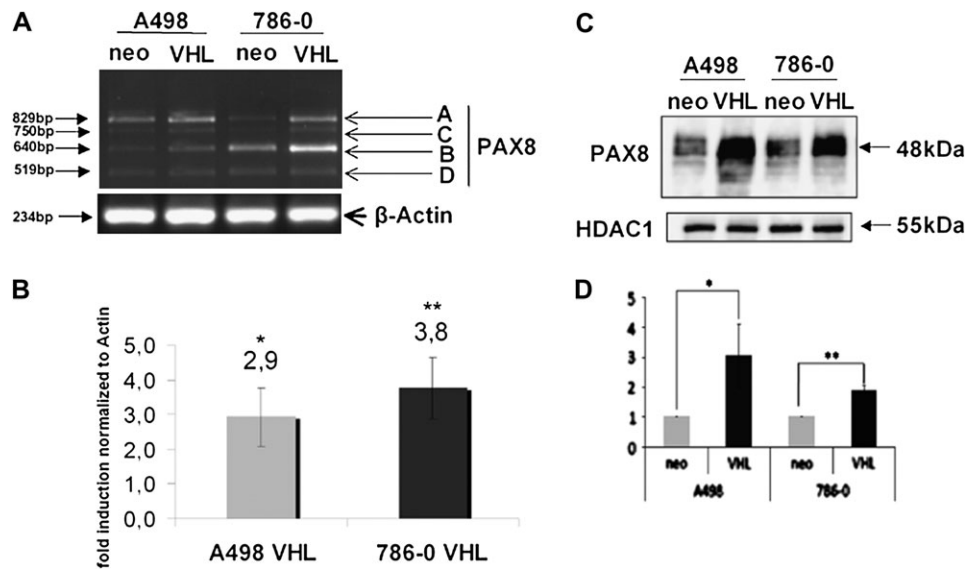 A
A498 786-0
neo VHL neo VHL
829bp
750bp
640bp
519bp
A
C
B
D
PAX8
234bp
β-Actin
B
fold induction normalized to Actin
5,0
4,0
3,0
2,0
1,0
0,0
*
2,9
**
3,8
A498 VHL 786-0 VHL
C
A498 786-0
neo VHL neo VHL
PAX8 48kDa
HDAC1 55kDa
D
5
4
3
2
1
0
*
**
neo VHL neo VHL
A498 786-0